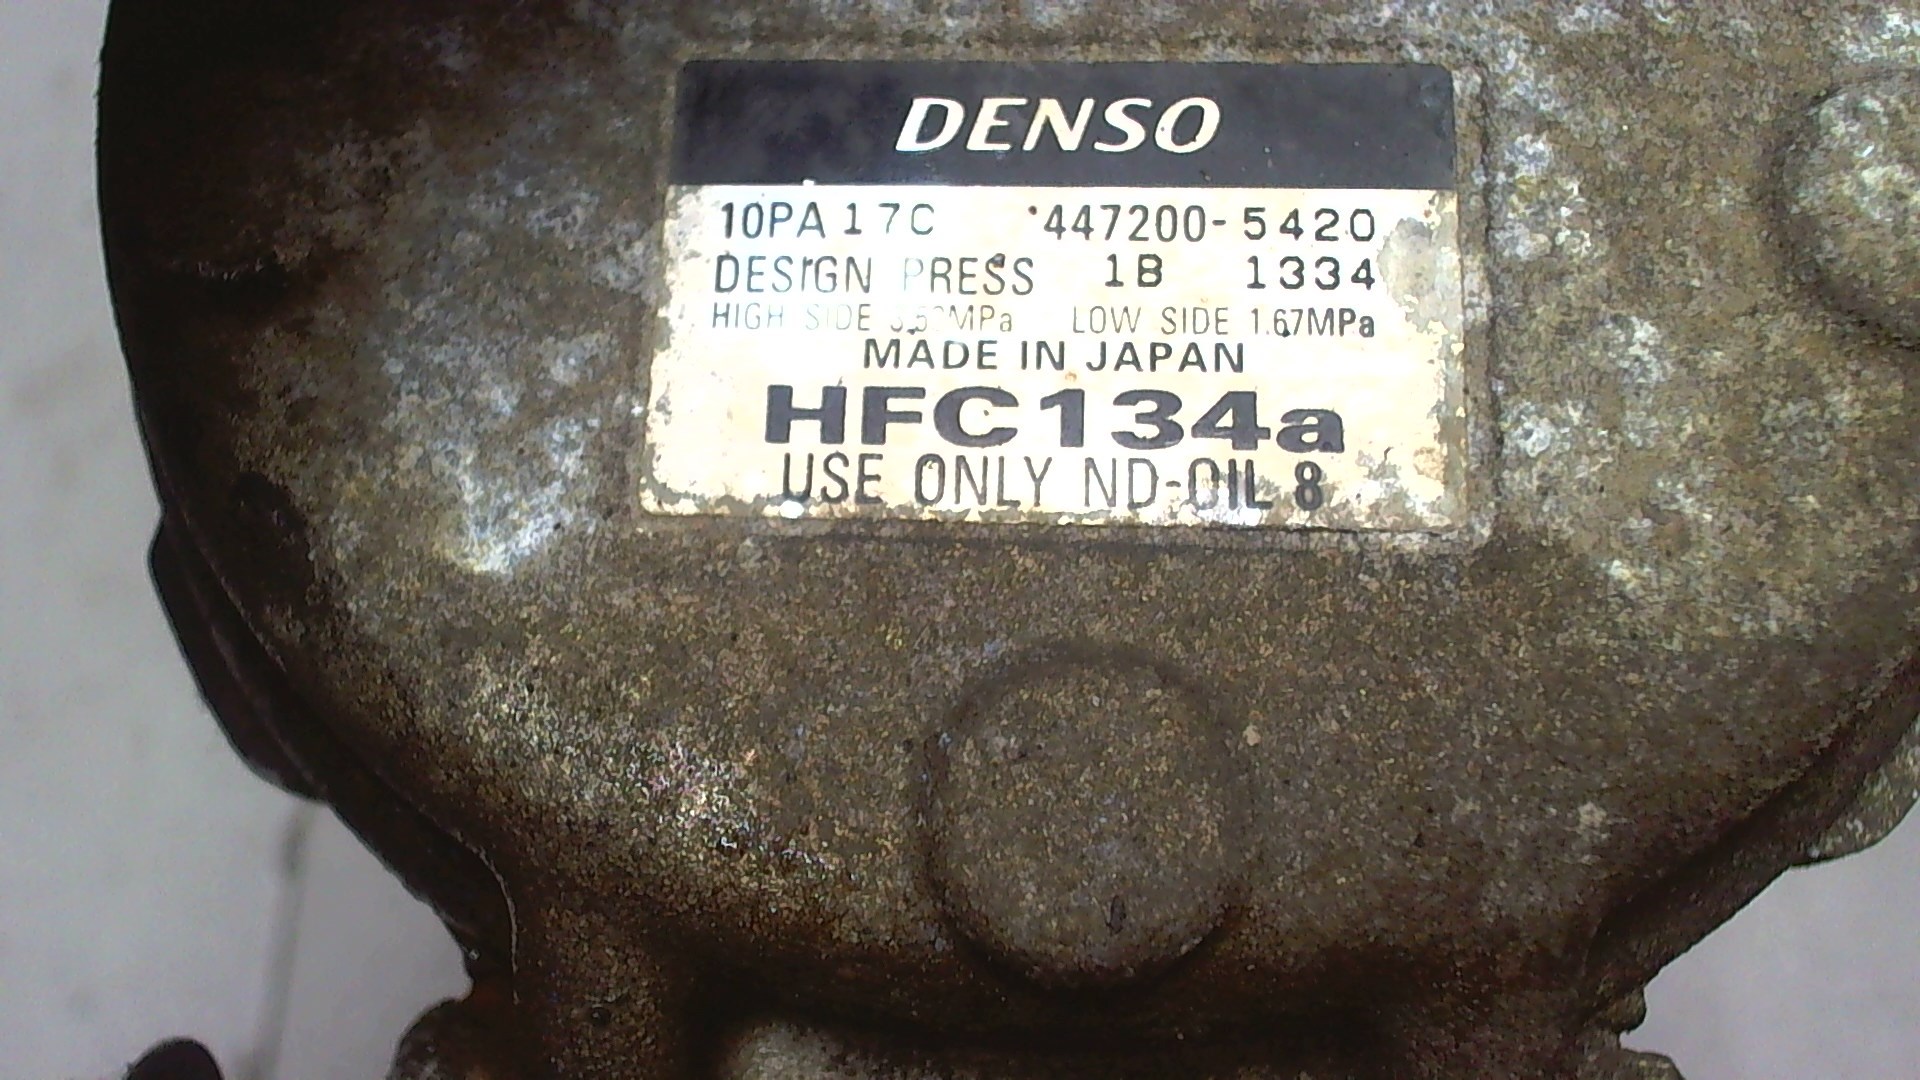 DENSO
10PA17C 447200-5420
DESIGN PRESS 1B 1334
HIGH SIDE LOW SIDE 1.67MPa
MADE IN JAPAN
HFC134a
USE ONLY ND-OIL 8